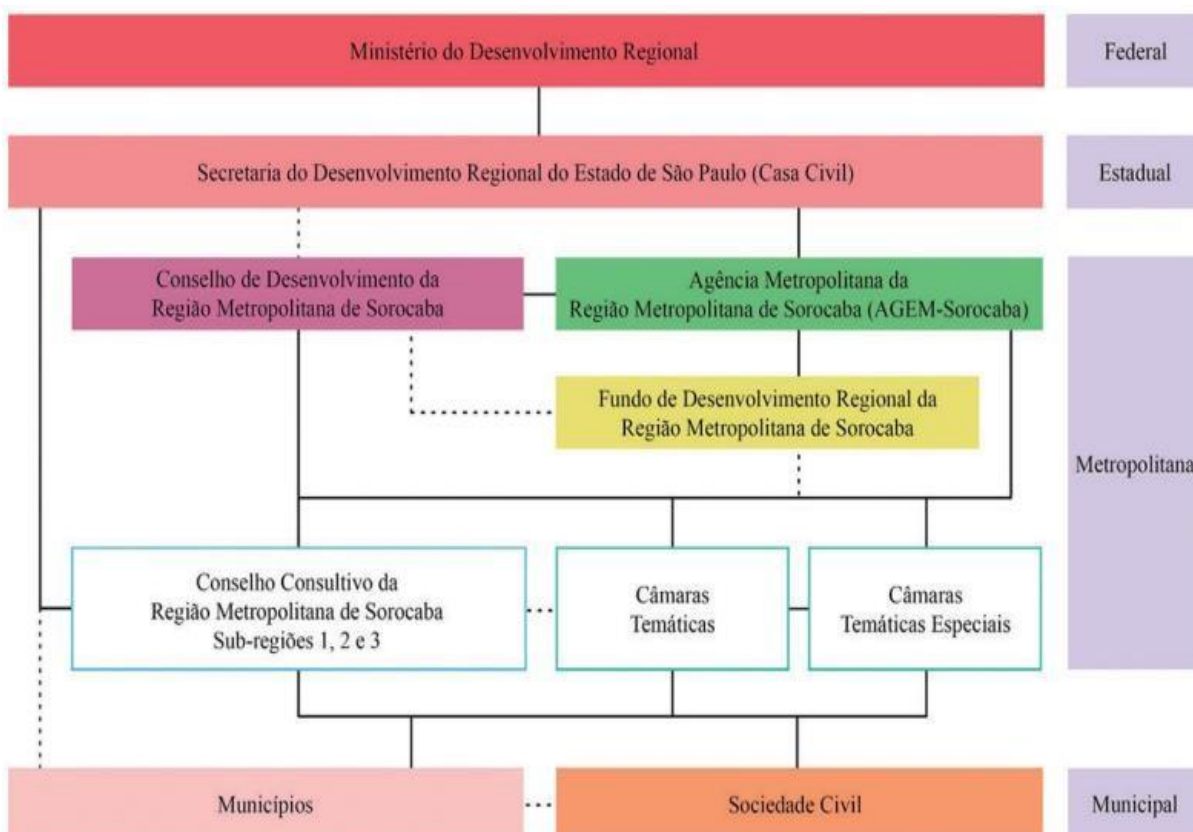 Ministério do Desenvolvimento Regional
Federal
Secretaria do Desenvolvimento Regional do Estado de São Paulo (Casa Civil)
Estadual
Conselho de Desenvolvimento da
Região Metropolitana de Sorocaba
Agência Metropolitana da
Região Metropolitana de Sorocaba (AGEM-Sorocaba)
Fundo de Desenvolvimento Regional da
Região Metropolitana de Sorocaba
Metropolitana
Conselho Consultivo da
Região Metropolitana de Sorocaba
Sub-regiões 1, 2 e 3
Câmaras
Temáticas
Câmaras
Temáticas Especiais
Municípios
Sociedade Civil
Municipal